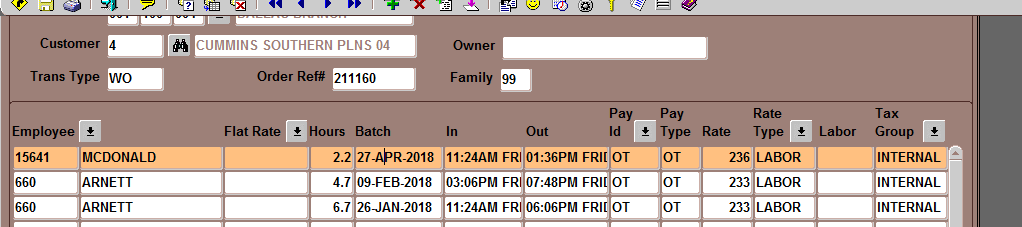 Customer 4 CUMMINS SOUTHERN PLNS 04 Owner
Trans Type WO Order Ref# 211160 Family 99
Employee Flat Rate Hours Batch In Out Pay Id Pay Type Rate Rate Type Labor Tax Group
15641 MCDONALD 2.2 27-APR-2018 11:24AM FRI 01:36PM FRI OT OT 236 LABOR INTERNAL
660 ARNETT 4.7 09-FEB-2018 03:06PM FRI 07:48PM FRI OT OT 233 LABOR INTERNAL
660 ARNETT 6.7 26-JAN-2018 11:24AM FRI 06:06PM FRI OT OT 233 LABOR INTERNAL